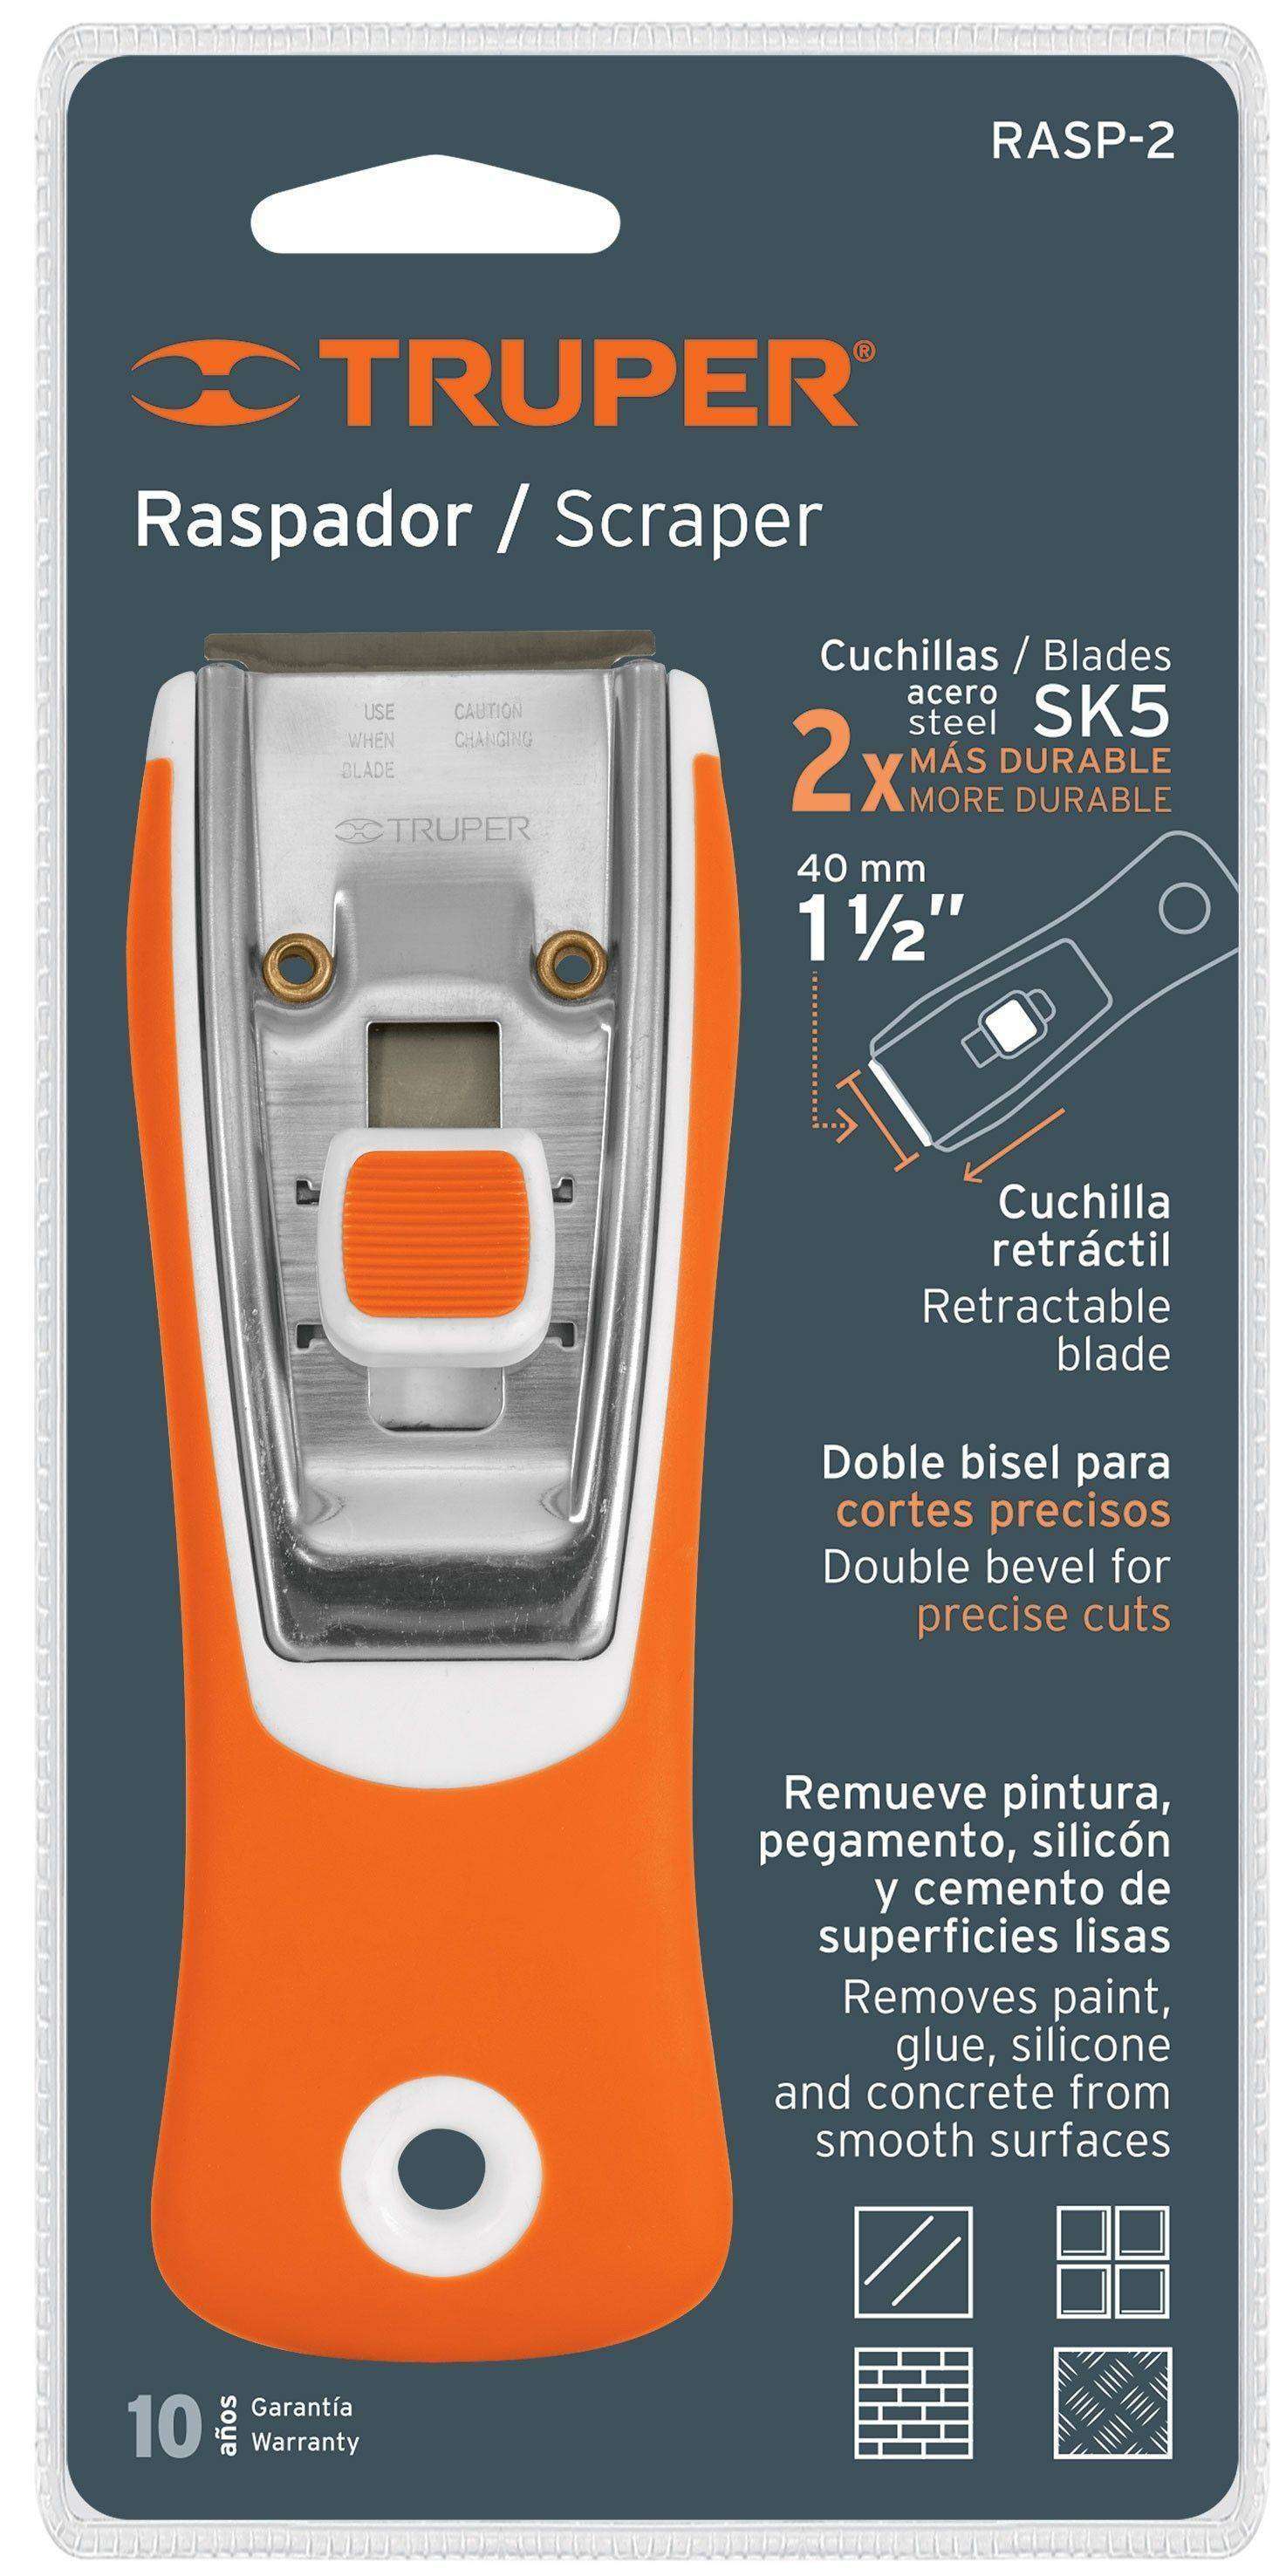 RASP-2
TRUPER®
Raspador / Scraper
USE CAUTION
WHEN CHANGING
BLADE
TRUPER
Cuchillas / Blades
acero
steel SK5
2x MÁS DURABLE
MORE DURABLE
40 mm
1 ½"
Cuchilla
retráctil
Retractable
blade
Doble bisel para
cortes precisos
Double bevel for
precise cuts
Remueve pintura,
pegamento, silicón
y cemento de
superficies lisas
Removes paint,
glue, silicone
and concrete from
smooth surfaces
10 años Garantía
Warranty